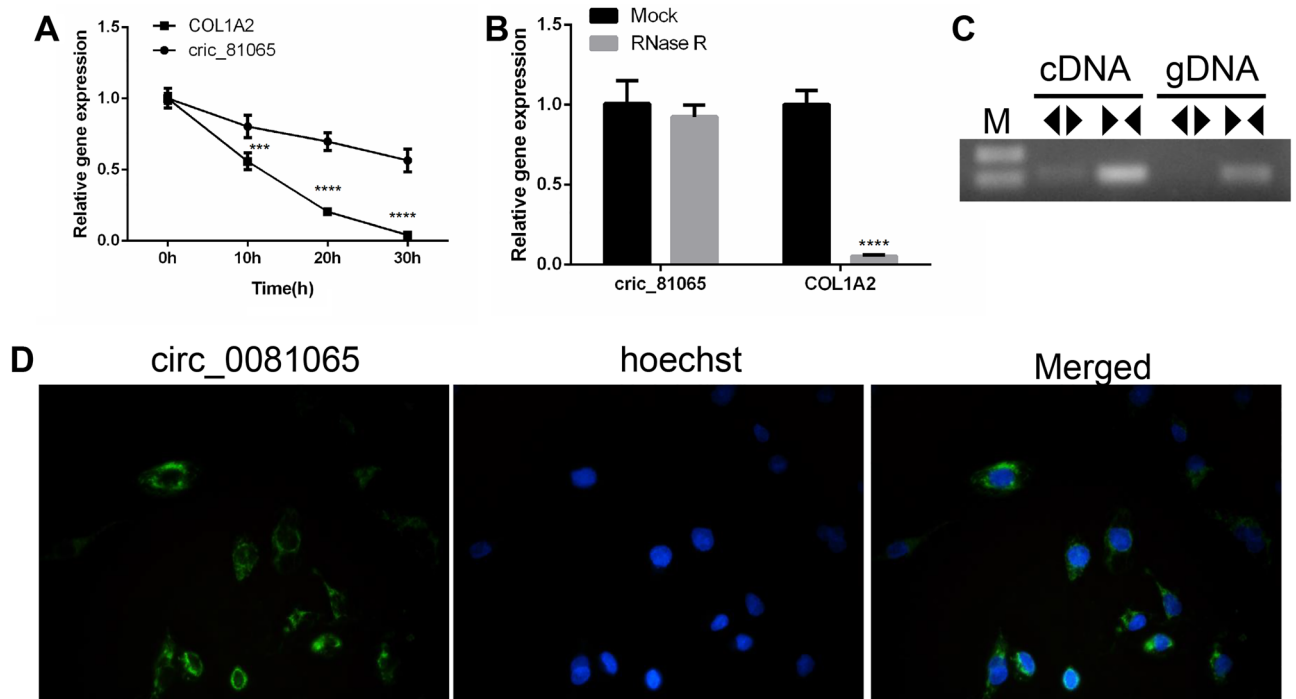 A
Relative gene expression
1.5
1.0
0.5
0.0
COL1A2
cric_81065
***
****
****
0h 10h 20h 30h
Time(h)
B
Relative gene expression
1.5
1.0
0.5
0.0
Mock
RNase R
****
cric_81065 COL1A2
C
cDNA gDNA
M
D
circ_0081065 hoechst Merged